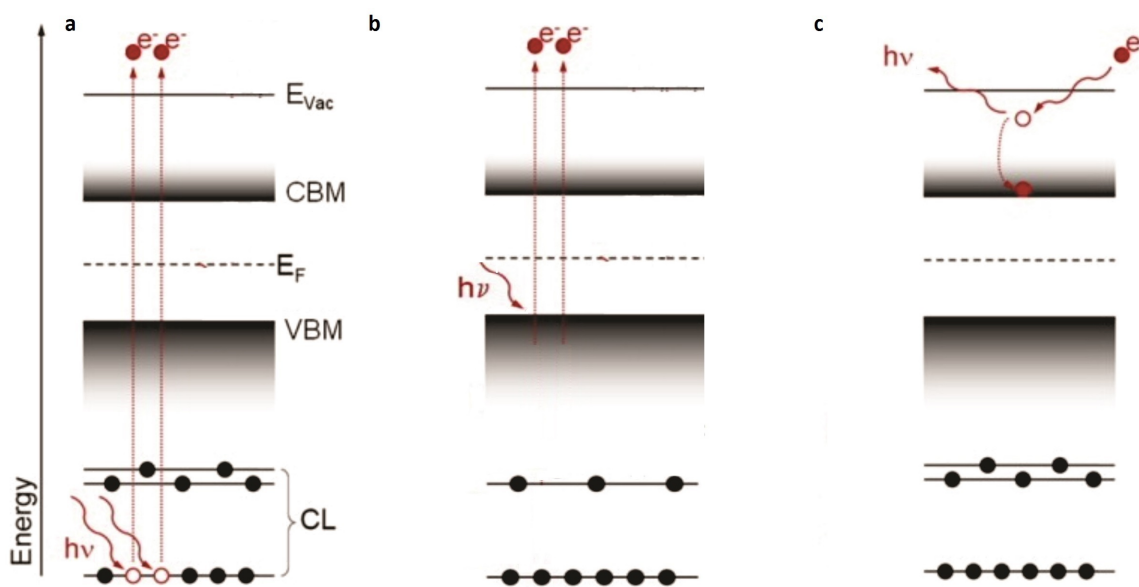 a
e⁻ e⁻
E_Vac
CBM
E_F
VBM
CL
hν
Energy
b
e⁻ e⁻
hν
c
hν
e